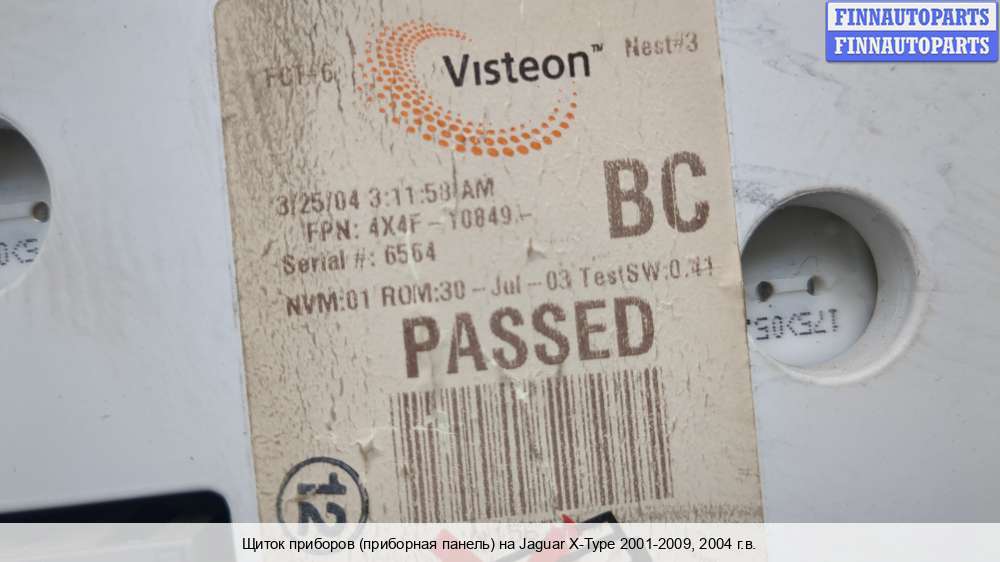 FINNAUTOPARTS
FINNAUTOPARTS
Nest#3
Visteon™
3/25/04 3:11:58 AM
BC
FPN: 4X4F-10849-
Serial #: 6564
NVM:01 ROM:30-Jul-03 TestSW:0.41
PASSED
12
Щиток приборов (приборная панель) на Jaguar X-Type 2001-2009, 2004 г.в.